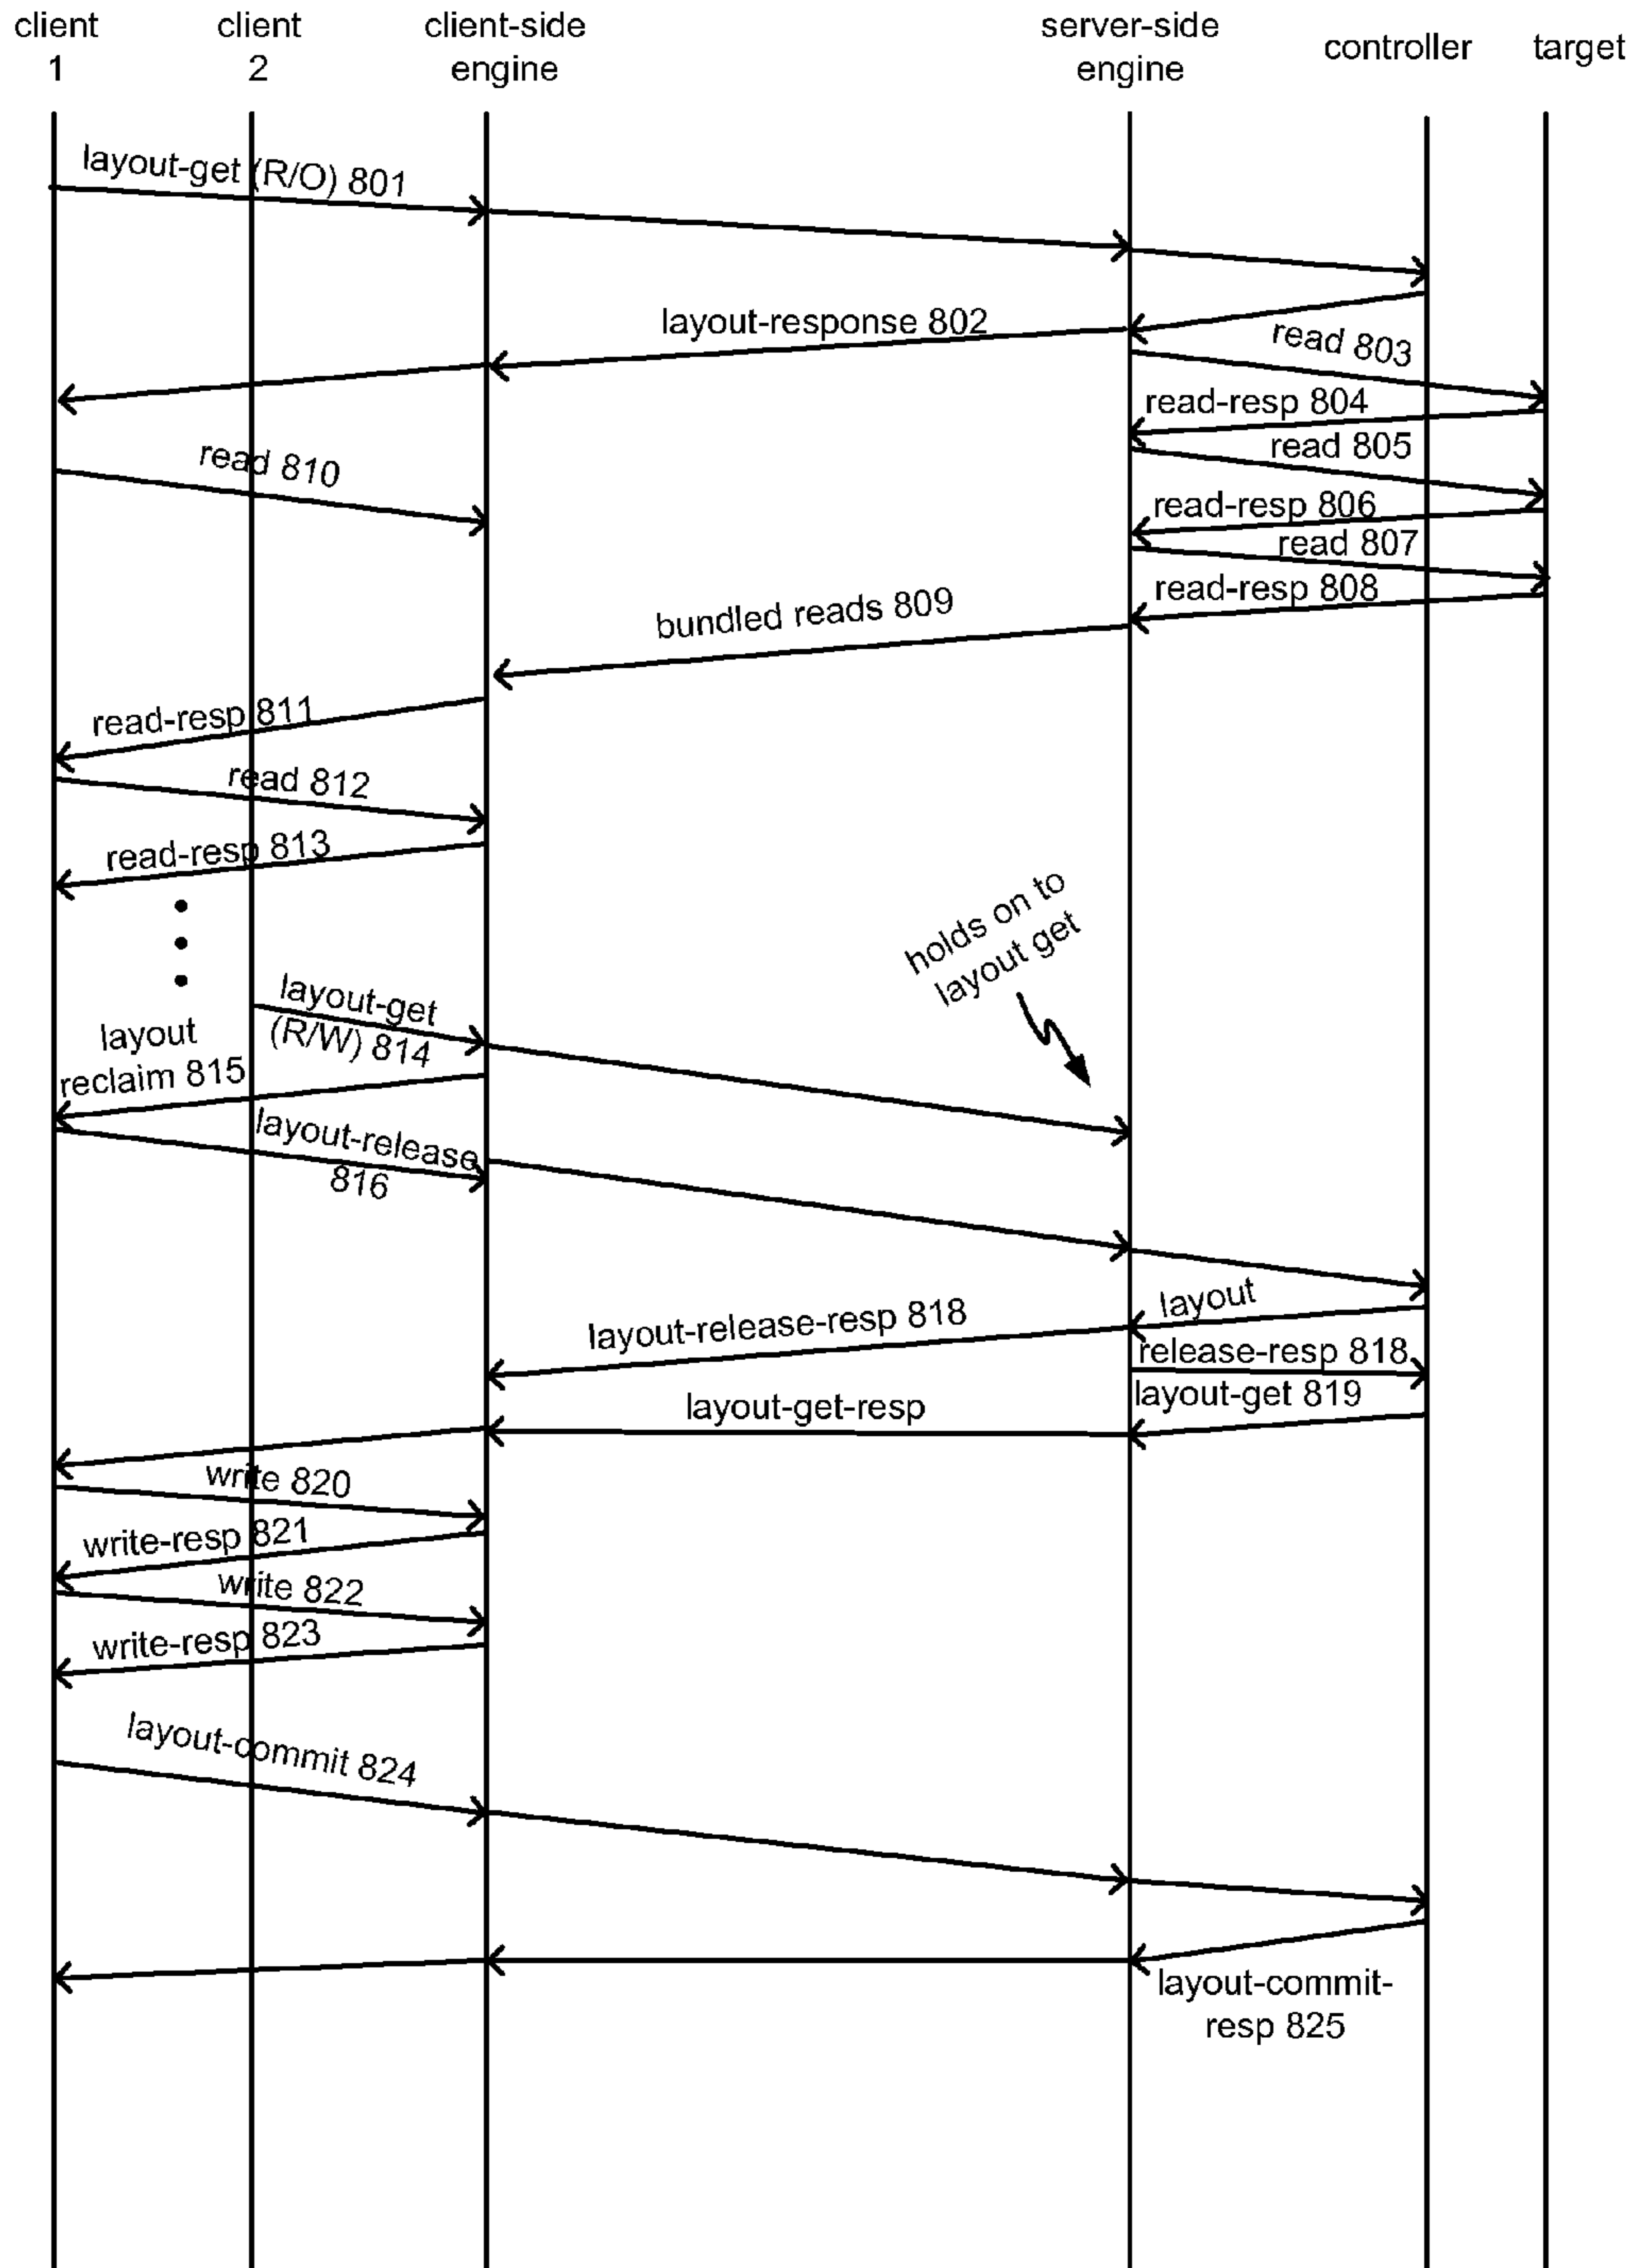 client
1
client
2
client-side
engine
server-side
engine
controller
target
layout-get (R/O) 801
layout-response 802
read 803
read-resp 804
read 805
read 810
read-resp 806
read 807
read-resp 808
bundled reads 809
read-resp 811
read 812
read-resp 813
holds on to
layout get
layout-get
(R/W) 814
layout
reclaim 815
layout-release
816
layout
release-resp 818
layout-release-resp 818
layout-get 819
layout-get-resp
write 820
write-resp 821
write 822
write-resp 823
layout-commit 824
layout-commit-
resp 825